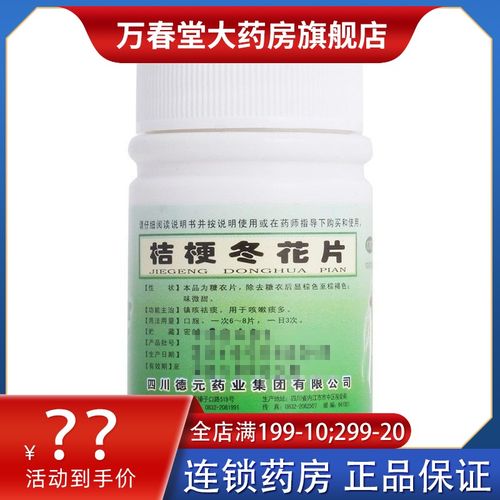 万春堂大药房旗舰店
请仔细阅读说明书并按说明使用或在药师指导下购买和使用。
桔梗冬花片
JIEGENG DONGHUA PIAN
【性 状】本品为糖衣片，除去糖衣后显棕色至棕褐色；
味微甜。
【功能主治】镇咳祛痰，用于咳嗽痰多。
【用法用量】口服，一次6~8片，一日3次。
【贮 藏】密
【产品批号】
【生产日期】
【有效期】至
四川德元药业集团有限公司
0832-2081991
全店满199-10;299-20
¥ ??
活动到手价
连锁药房 正品保证